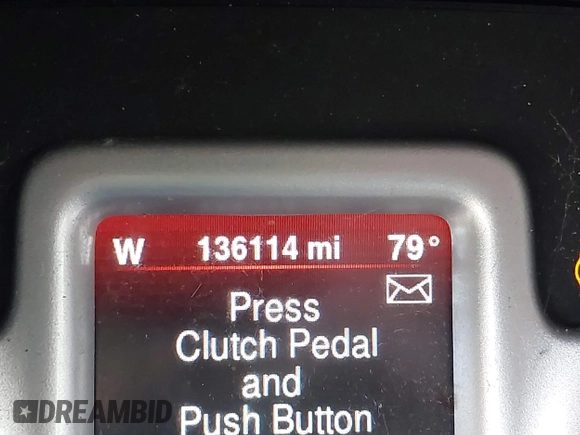 W 136114 mi 79°
Press
Clutch Pedal
and
Push Button
DREAMBID